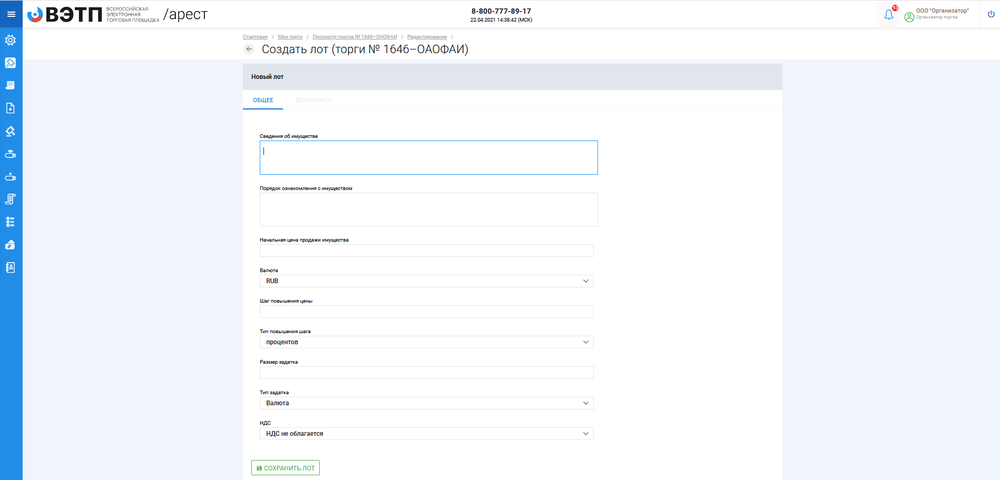 ВЭТП
ВСЕРОССИЙСКАЯ
ЭЛЕКТРОННАЯ
ТОРГОВАЯ ПЛОЩАДКА
/арест
8-800-777-89-17
22.04.2021 14:38:42 (МСК)
93
ООО "Организатор"
Организатор торгов
Стартовая / Мои торги / Просмотр торгов № 1646–ОАОФАИ / Редактирование /
Создать лот (торги № 1646–ОАОФАИ)
Новый лот
ОБЩЕЕ
ДОКУМЕНТЫ
Сведения об имуществе
Порядок ознакомления с имуществом
Начальная цена продажи имущества
Валюта
RUB
Шаг повышения цены
Тип повышения шага
процентов
Размер задатка
Тип задатка
Валюта
НДС
НДС не облагается
СОХРАНИТЬ ЛОТ